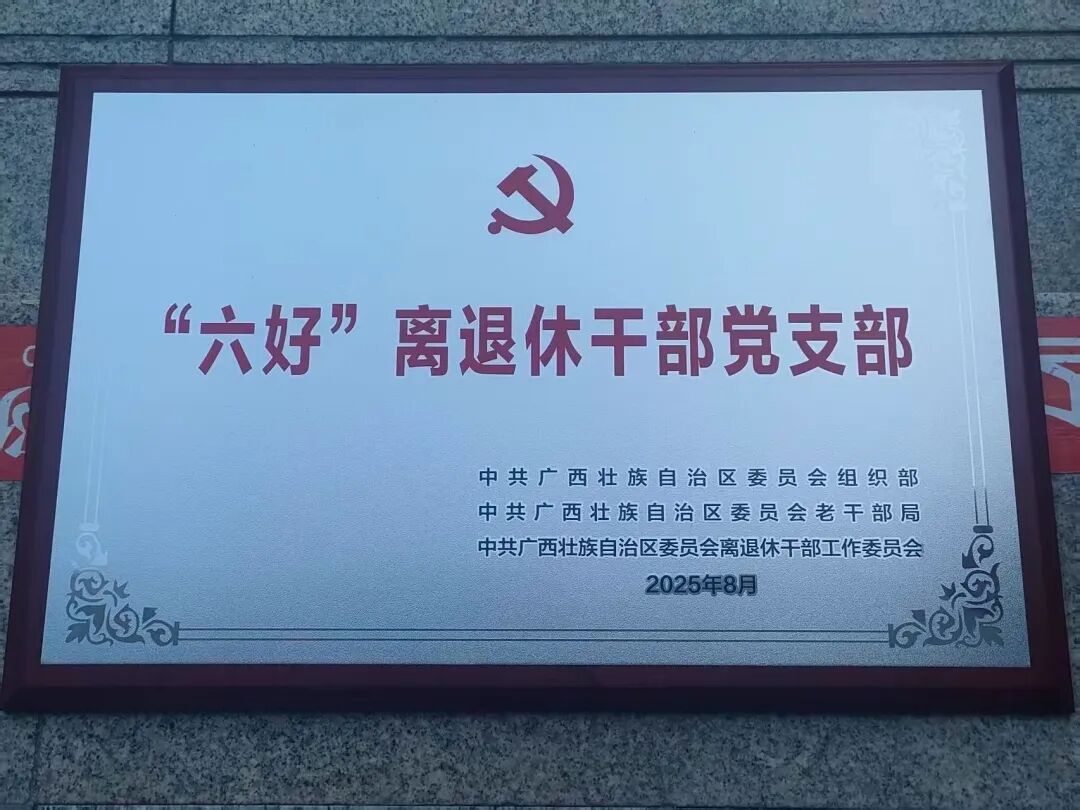 “六好”离退休干部党支部
中共广西壮族自治区委员会组织部
中共广西壮族自治区委员会老干部局
中共广西壮族自治区委员会离退休干部工作委员会
2025年8月